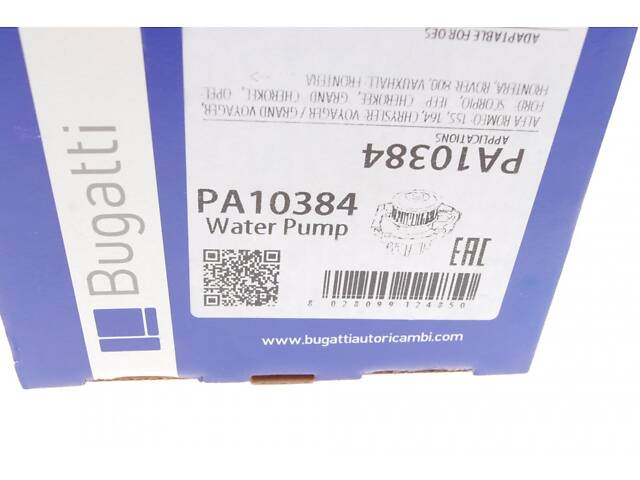 ADAPTABLE FOR OES
APPLICATIONS
ALFA ROMEO: 155, 164, CHRYSLER: VOYAGER / GRAND VOYAGER,
FORD: SCORPIO, JEEP: CHEROKEE, GRAND CHEROKEE, OPEL:
FRONTERA, ROVER: 800, VAUXHALL: FRONTERA
PA10384
PA10384
Water Pump
EAC
8 028099 124850
www.bugattiautoricambi.com
Bugatti